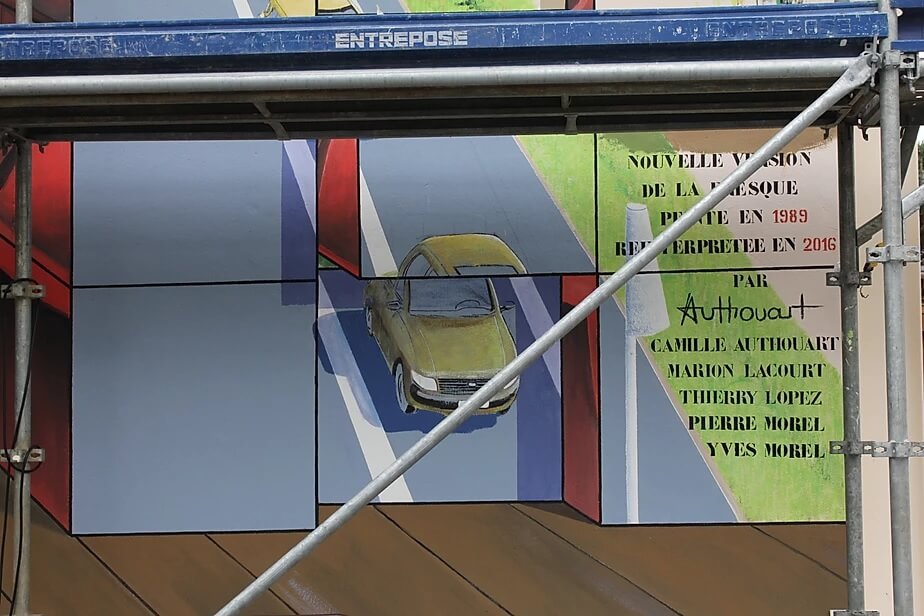 ENTREPOSE
NOUVELLE VERSION
DE LA FRESQUE
PEINTE EN 1989
REINTERPRETEE EN 2016
PAR
Authouart
CAMILLE AUTHOUART
MARION LACOURT
THIERRY LOPEZ
PIERRE MOREL
YVES MOREL